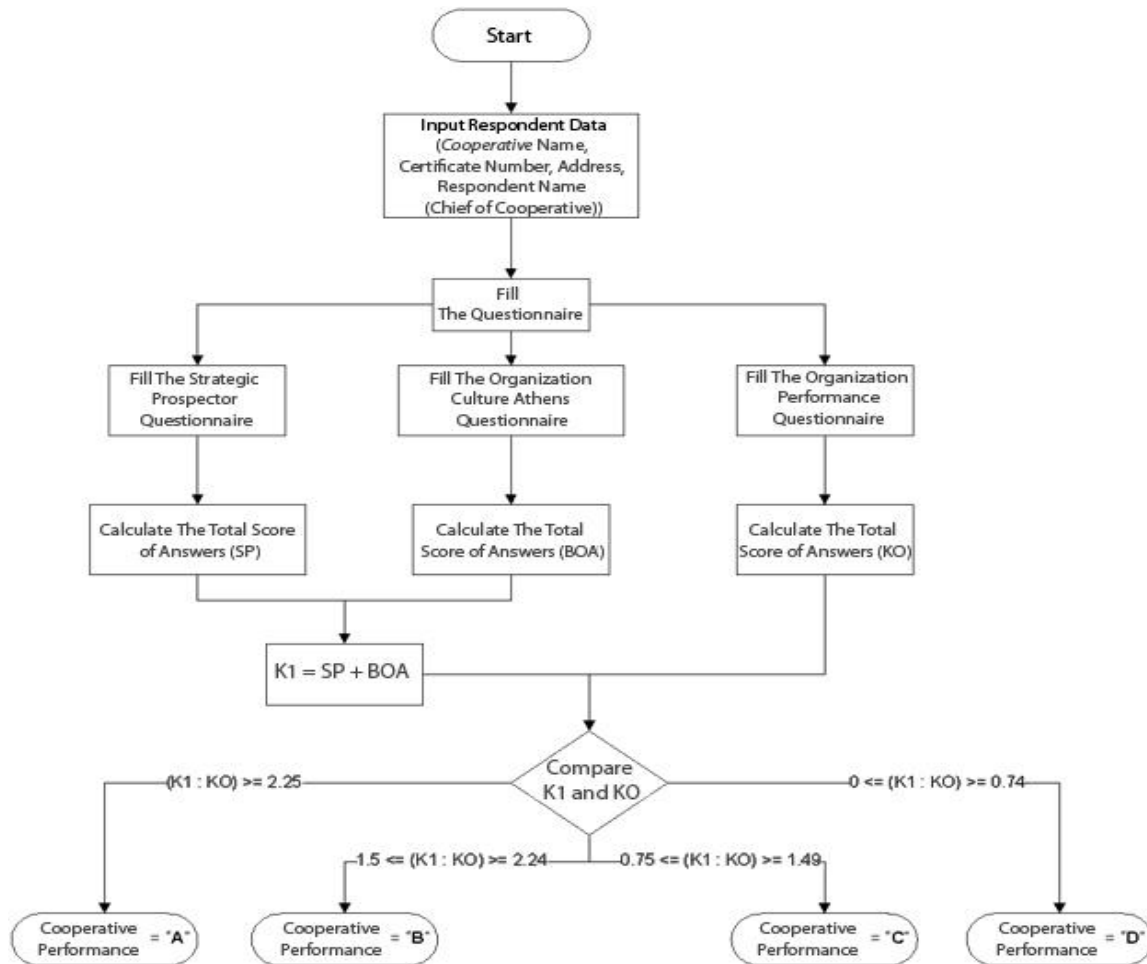 Start
Input Respondent Data
(Cooperative Name,
Certificate Number, Address,
Respondent Name
(Chief of Cooperative))
Fill
The Questionnaire
Fill The Strategic
Prospector
Questionnaire
Fill The Organization
Culture Athens
Questionnaire
Fill The Organization
Performance
Questionnaire
Calculate The Total Score
of Answers (SP)
Calculate The Total
Score of Answers (BOA)
Calculate The Total
Score of Answers (KO)
K1 = SP + BOA
Compare
K1 and KO
(K1 : KO) >= 2.25
0 <= (K1 : KO) >= 0.74
1.5 <= (K1 : KO) >= 2.24
0.75 <= (K1 : KO) >= 1.49
Cooperative
Performance = "A"
Cooperative
Performance = "B"
Cooperative
Performance = "C"
Cooperative
Performance = "D"